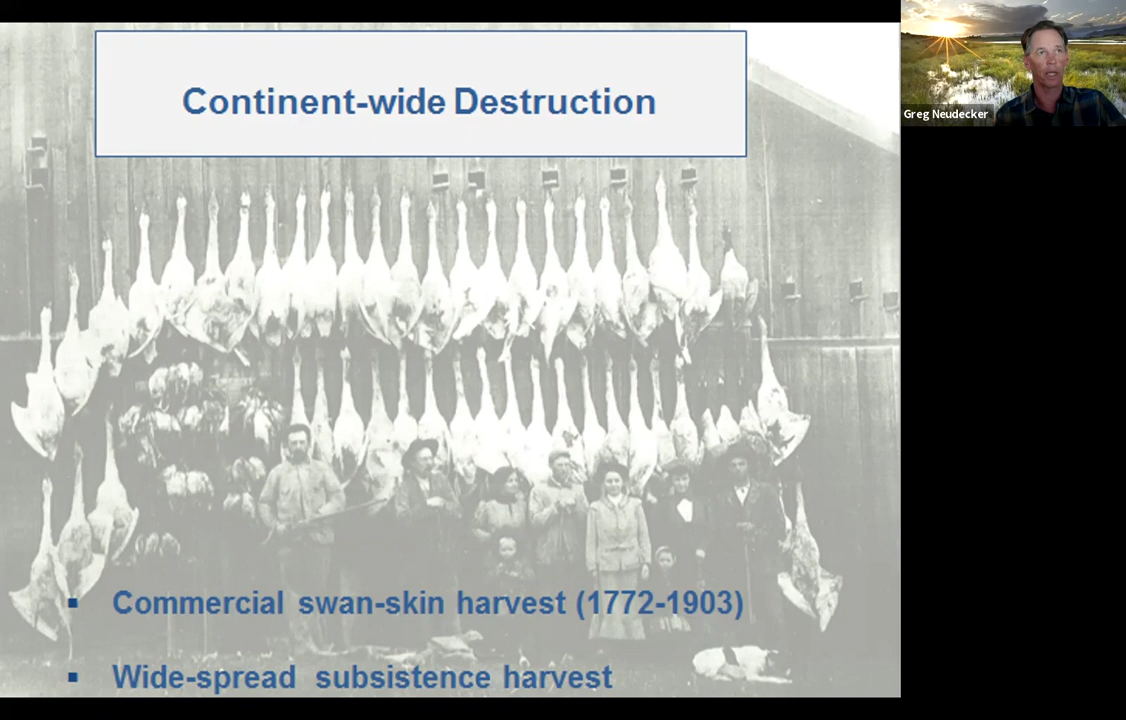 Continent-wide Destruction
Greg Neudecker
▪ Commercial swan-skin harvest (1772-1903)
▪ Wide-spread subsistence harvest